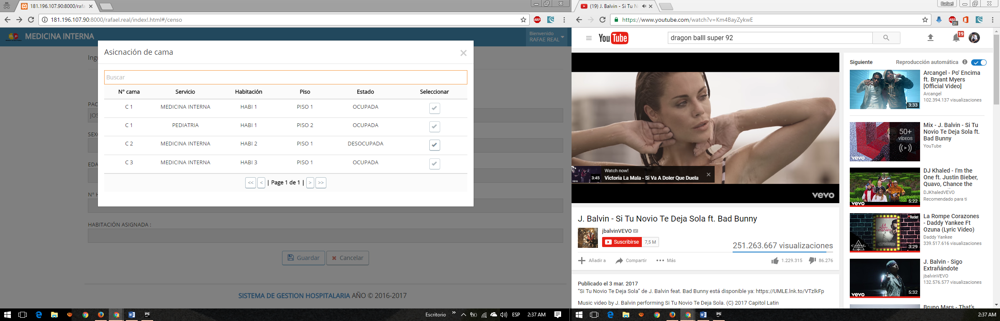 181.196.107.90:8000/rafa
181.196.107.90:8000/rafael.real/index!.html#/censo
ABP
MEDICINA INTERNA
Bienvenido
RAFAE REAL
Ingr
Asicnación de cama
Buscar
N° cama Servicio Habitación Piso Estado Seleccionar
C 1 MEDICINA INTERNA HABI 1 PISO 1 OCUPADA
C 1 PEDIATRIA HABI 1 PISO 2 OCUPADA
C 2 MEDICINA INTERNA HABI 2 PISO 1 DESOCUPADA
C 3 MEDICINA INTERNA HABI 3 PISO 1 OCUPADA
<< < | Page 1 de 1 | > >>
PAC
JOS
SEX
EDA
N° H
HABITACIÓN ASIGNADA :
Guardar Cancelar
SISTEMA DE GESTION HOSPITALARIA AÑO © 2016-2017
Escritorio » ESP 2:37 AM
(19) J. Balvin - Si Tu N
Rafael
https://www.youtube.com/watch?v=Km4BayZykwE
ABP 21
YouTube
dragon balll super 92
19
Watch now!
3:45 Victoria La Mala - Si Va A Doler Que Duela
vevo
J. Balvin - Si Tu Novio Te Deja Sola ft. Bad Bunny
jbalvinVEVO
Suscribirse 7,5 M
251.263.667 visualizaciones
Añadir a Compartir Más 1.229.315 86.276
Publicado el 3 mar. 2017
“Si Tu Novio Te Deja Sola” de J. Balvin feat. Bad Bunny está disponible ya: https://UMLE.lnk.to/VTzlkFp
Music video by J. Balvin performing Si Tu Novio Te Deja Sola. (C) 2017 Capitol Latin
Siguiente Reproducción automática
3:33
Arcangel - Po' Encima
ft. Bryant Myers
[Official Video]
Arcangel
102.394.137 visualizaciones
50+
VÍDEOS
vevo
Mix - J. Balvin - Si Tu
Novio Te Deja Sola ft.
Bad Bunny
YouTube
vevo 5:22
DJ Khaled - I'm the
One ft. Justin Bieber,
Quavo, Chance the
DJKhaledVEVO
Recomendado para ti
3:29
La Rompe Corazones
- Daddy Yankee Ft
Ozuna (Lyric Video)
Daddy Yankee
339.517.616 visualizaciones
vevo 5:32
J. Balvin - Sigo
Extrañándote
jbalvinVEVO
132.576.577 visualizaciones
Bruno Mars - That's
2:37 AM